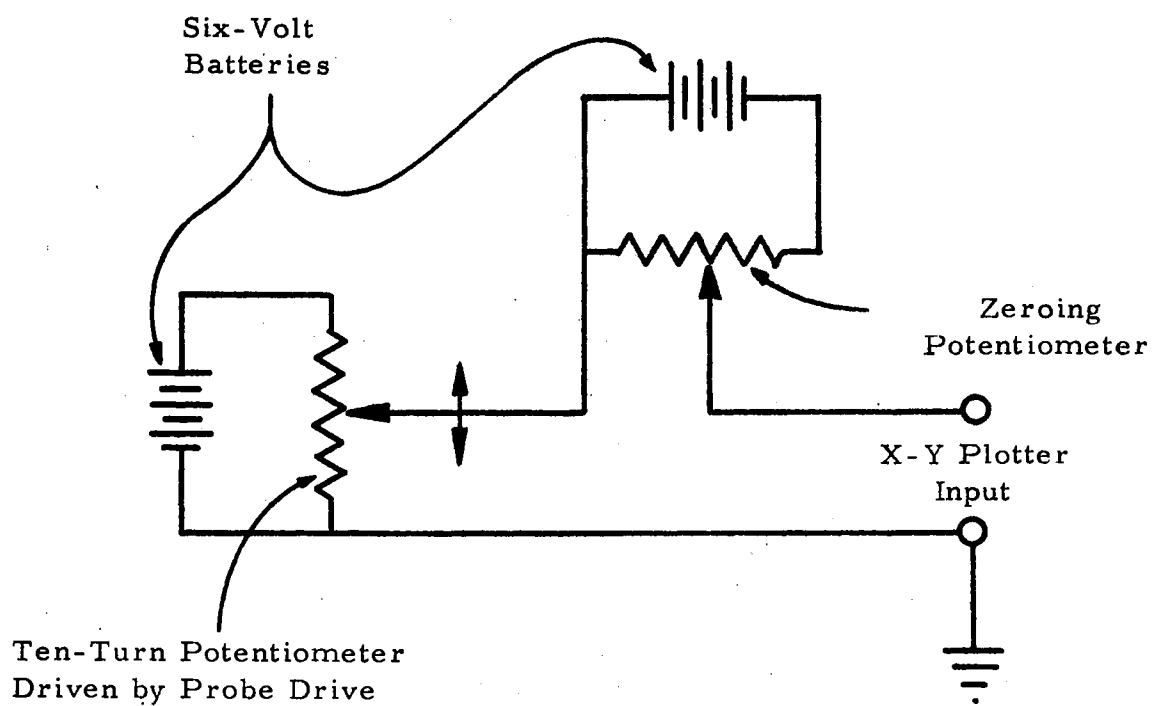 Six-Volt
Batteries
Zeroing
Potentiometer
X-Y Plotter
Input
Ten-Turn Potentiometer
Driven by Probe Drive